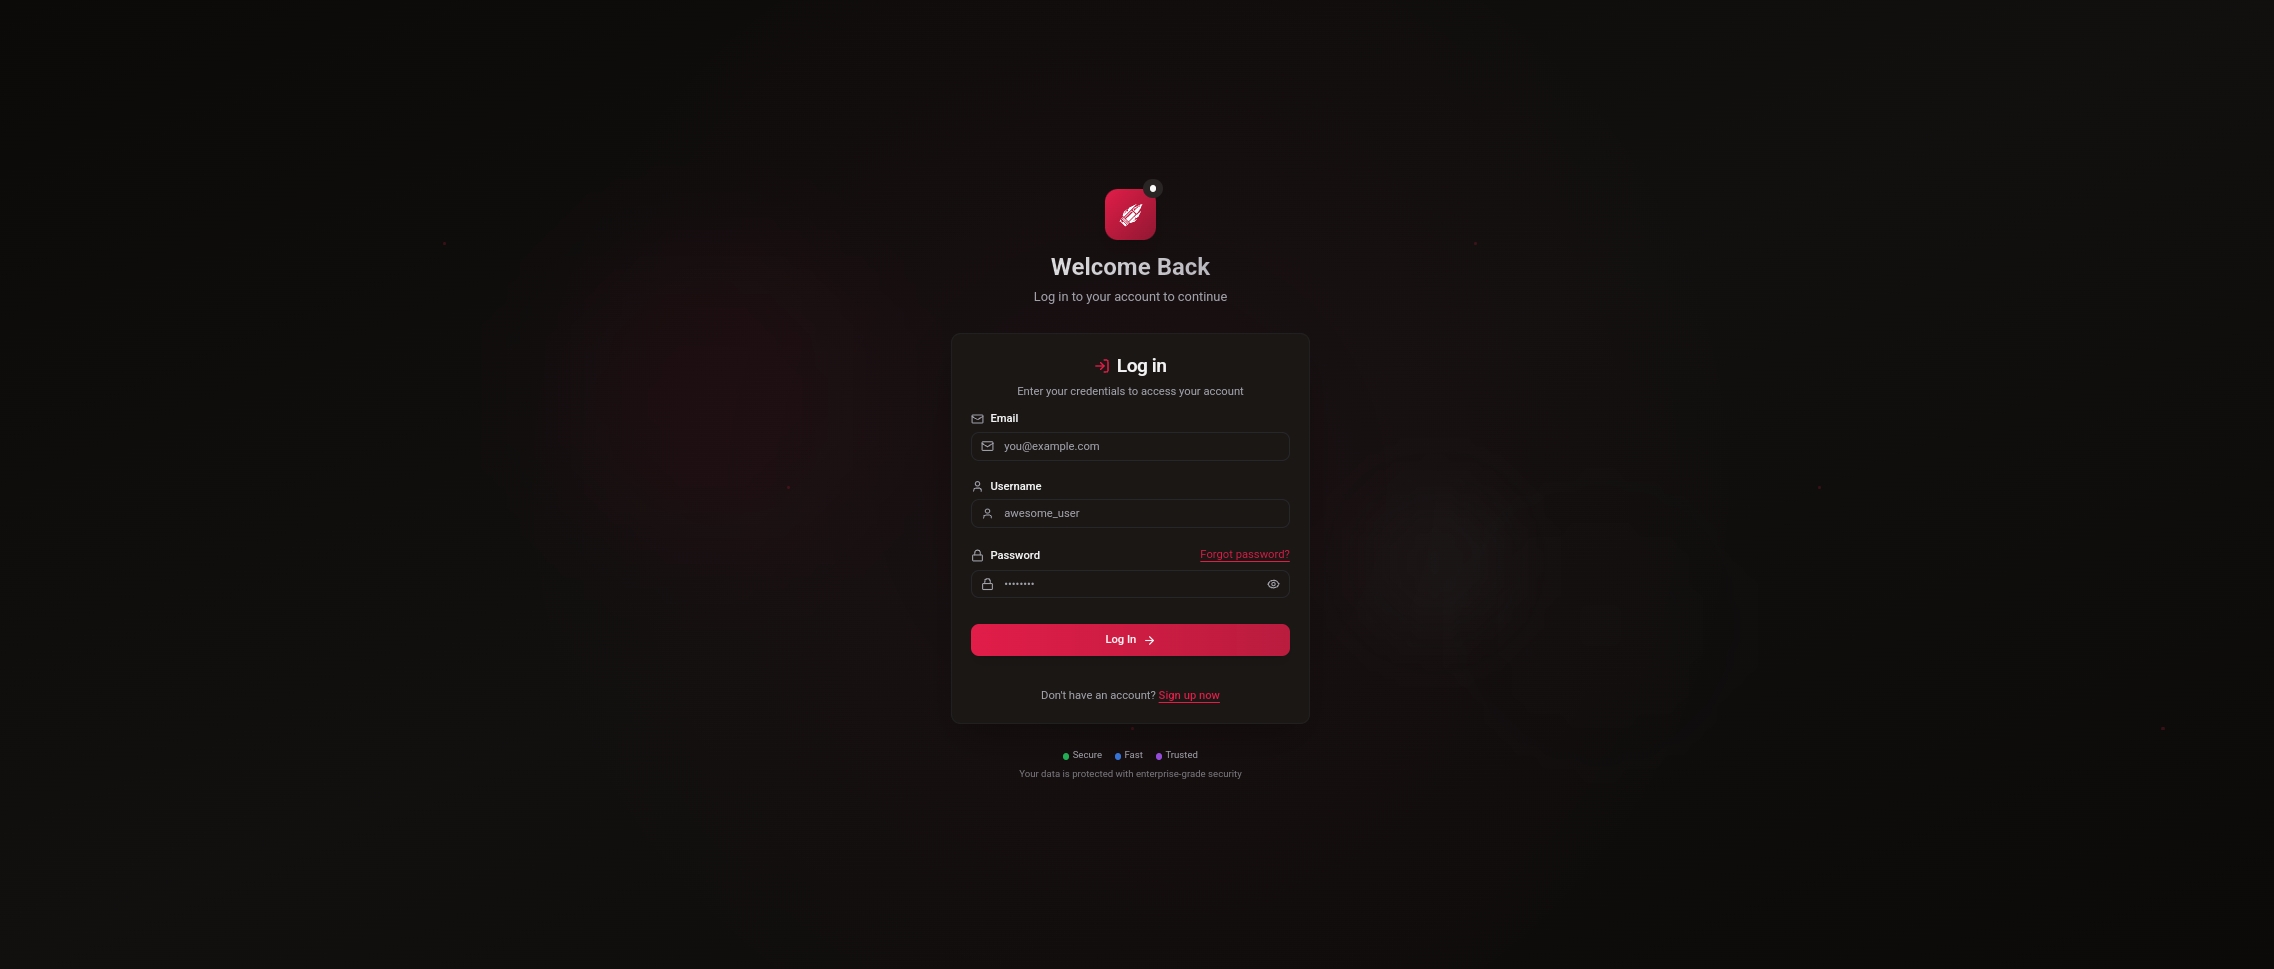 Welcome Back
Log in to your account to continue
Log in
Enter your credentials to access your account
Email
you@example.com
Username
awesome_user
Password Forgot password?
••••••••
Log In
Don't have an account? Sign up now
Secure Fast Trusted
Your data is protected with enterprise-grade security